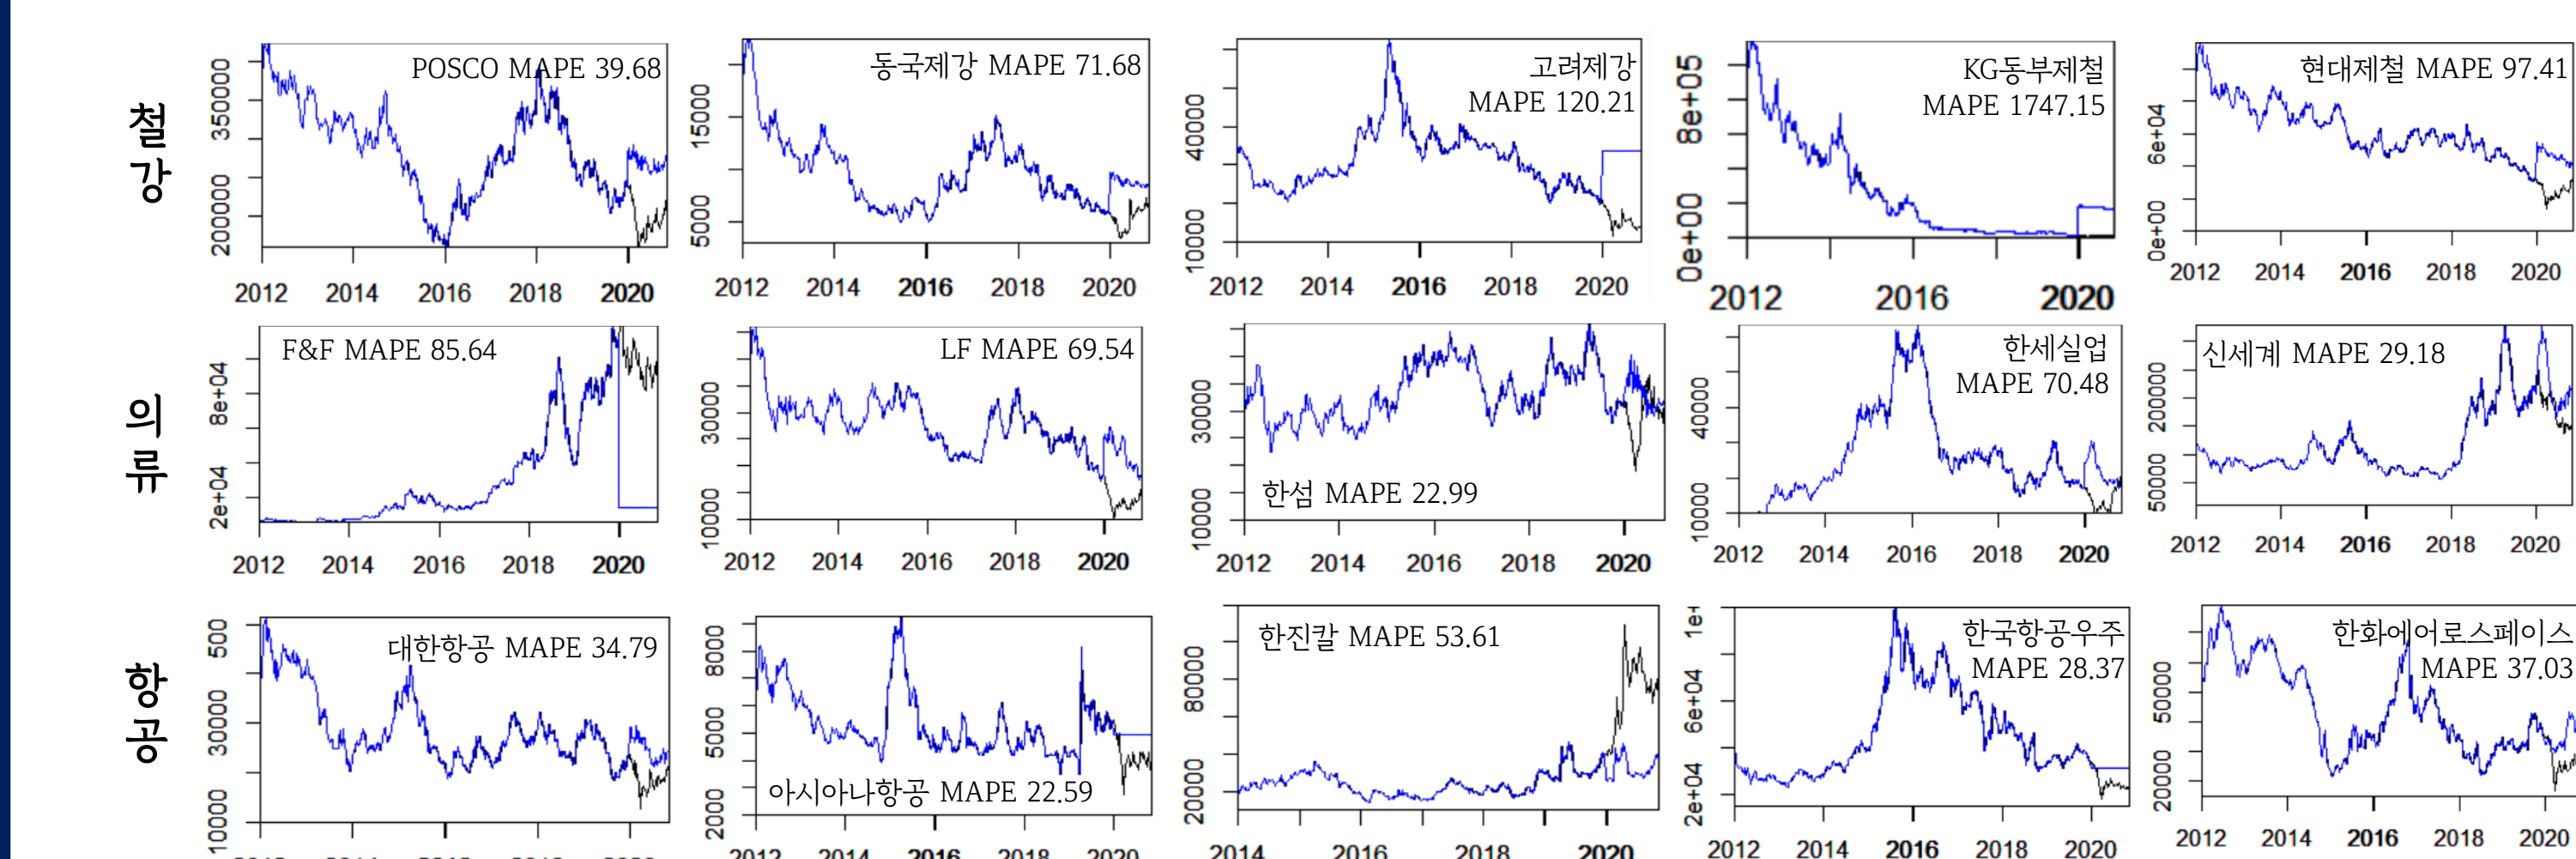 철강
POSCO MAPE 39.68
350000
200000
2012 2014 2016 2018 2020
동국제강 MAPE 71.68
15000
5000
2012 2014 2016 2018 2020
고려제강
MAPE 120.21
40000
10000
2012 2014 2016 2018 2020
KG동부제철
MAPE 1747.15
8e+05
0e+00
2012 2016 2020
현대제철 MAPE 97.41
6e+04
0e+00
2012 2014 2016 2018 2020
의류
F&F MAPE 85.64
8e+04
2e+04
2012 2014 2016 2018 2020
LF MAPE 69.54
30000
10000
2012 2014 2016 2018 2020
한섬 MAPE 22.99
30000
10000
2012 2014 2016 2018 2020
한세실업
MAPE 70.48
40000
10000
2012 2014 2016 2018 2020
신세계 MAPE 29.18
200000
50000
2012 2014 2016 2018 2020
항공
대한항공 MAPE 34.79
30000
10000
아시아나항공 MAPE 22.59
8000
5000
2000
2012 2014 2016 2018 2020
한진칼 MAPE 53.61
80000
20000
2014 2016 2018 2020
한국항공우주
MAPE 28.37
6e+04
2e+04
2012 2014 2016 2018 2020
한화에어로스페이스
MAPE 37.03
50000
20000
2012 2014 2016 2018 2020